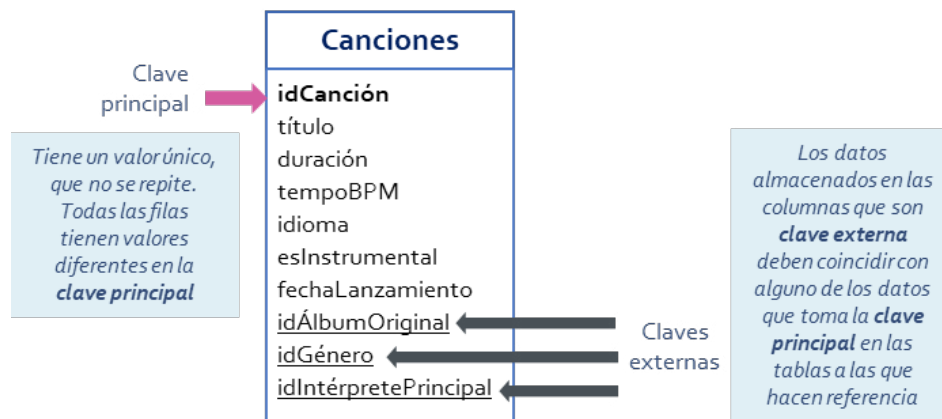 Canciones
Clave
principal
idCanción
título
duración
tempoBPM
idioma
esInstrumental
fechaLanzamiento
idÁlbumOriginal
idGénero
idIntérpretePrincipal
Tiene un valor único,
que no se repite.
Todas las filas
tienen valores
diferentes en la
clave principal
Claves
externas
Los datos
almacenados en las
columnas que son
clave externa
deben coincidir con
alguno de los datos
que toma la clave
principal en las
tablas a las que
hacen referencia